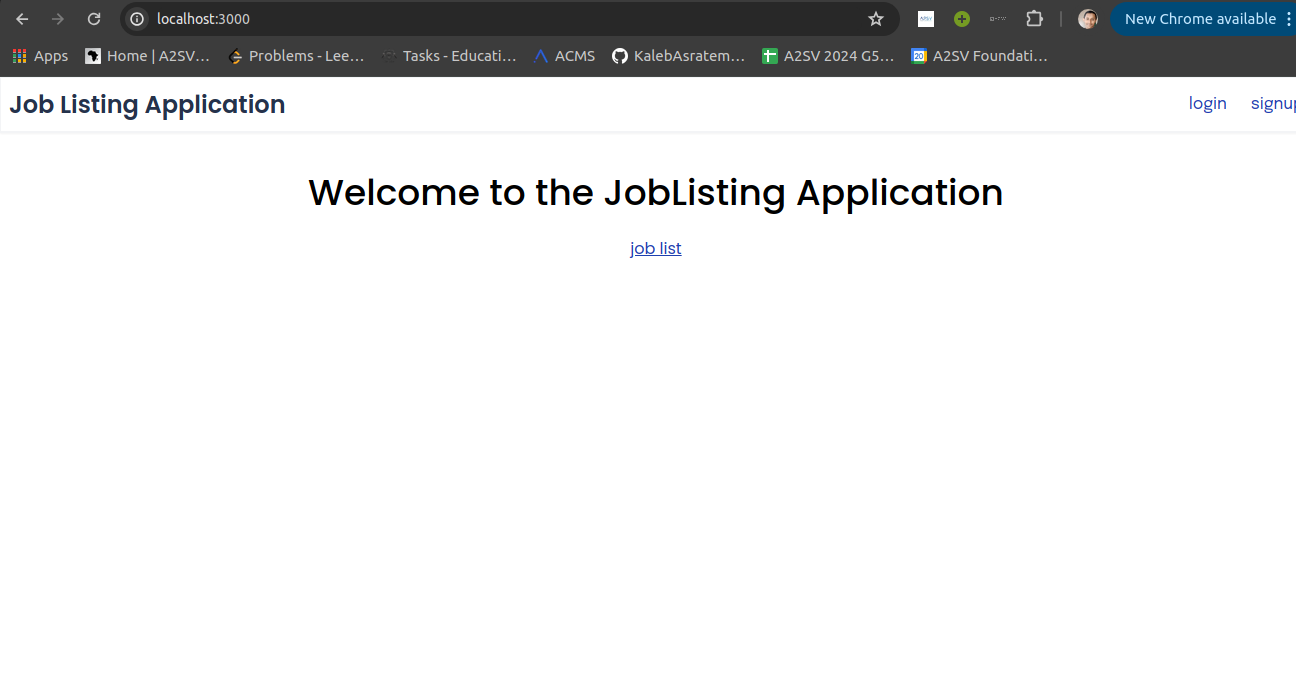 localhost:3000
New Chrome available
Apps
Home | A2SV...
Problems - Lee...
Tasks - Educati...
ACMS
KalebAsratem...
A2SV 2024 G5...
A2SV Foundati...
Job Listing Application
login
signup
Welcome to the JobListing Application
job list